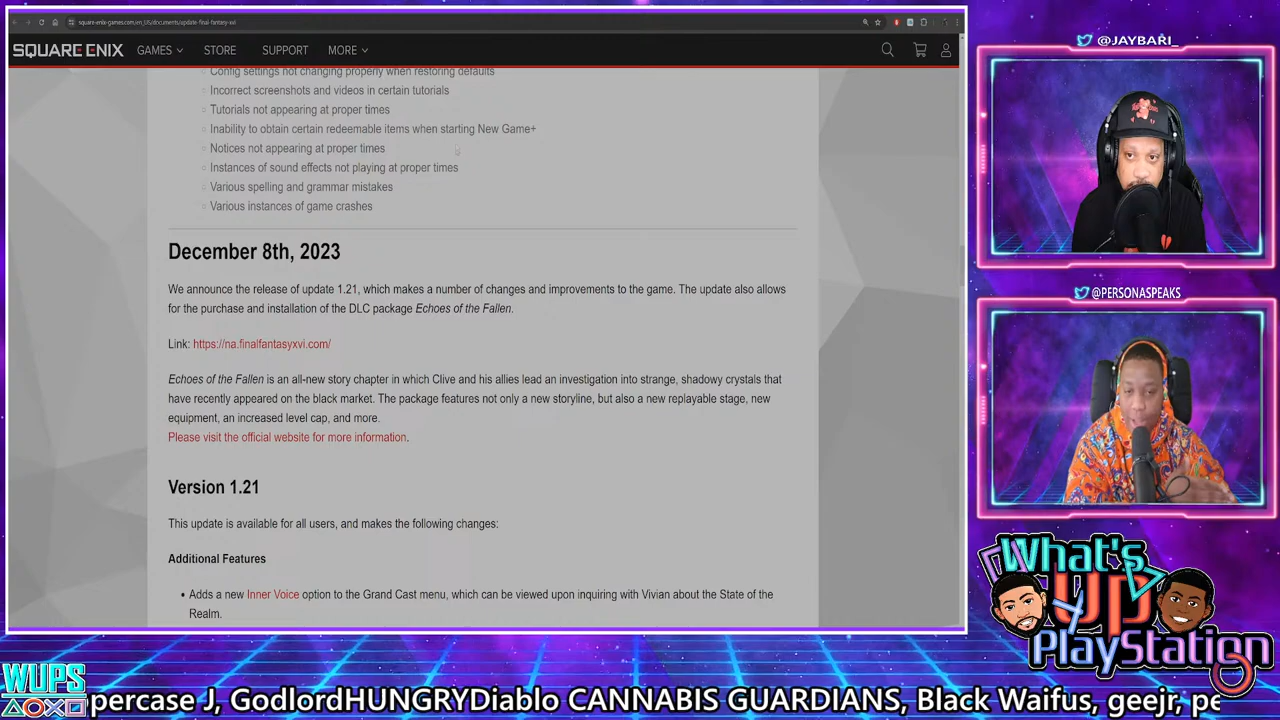 square-enix-games.com/en_US/documents/update-final-fantasy-xvi
SQUARE ENIX
GAMES
STORE
SUPPORT
MORE
Config settings not changing properly when restoring defaults
Incorrect screenshots and videos in certain tutorials
Tutorials not appearing at proper times
Inability to obtain certain redeemable items when starting New Game+
Notices not appearing at proper times
Instances of sound effects not playing at proper times
Various spelling and grammar mistakes
Various instances of game crashes
December 8th, 2023
We announce the release of update 1.21, which makes a number of changes and improvements to the game. The update also allows
for the purchase and installation of the DLC package Echoes of the Fallen.
Link: https://na.finalfantasyxvi.com/
Echoes of the Fallen is an all-new story chapter in which Clive and his allies lead an investigation into strange, shadowy crystals that
have recently appeared on the black market. The package features not only a new storyline, but also a new replayable stage, new
equipment, an increased level cap, and more.
Please visit the official website for more information.
Version 1.21
This update is available for all users, and makes the following changes:
Additional Features
• Adds a new Inner Voice option to the Grand Cast menu, which can be viewed upon inquiring with Vivian about the State of the
Realm.
@JAYBARI_
@PERSONASPEAKS
What's
Up
PlayStation
WUPS
percase J, GodlordHUNGRYDiablo CANNABIS GUARDIANS, Black Waifus, geejr, pe